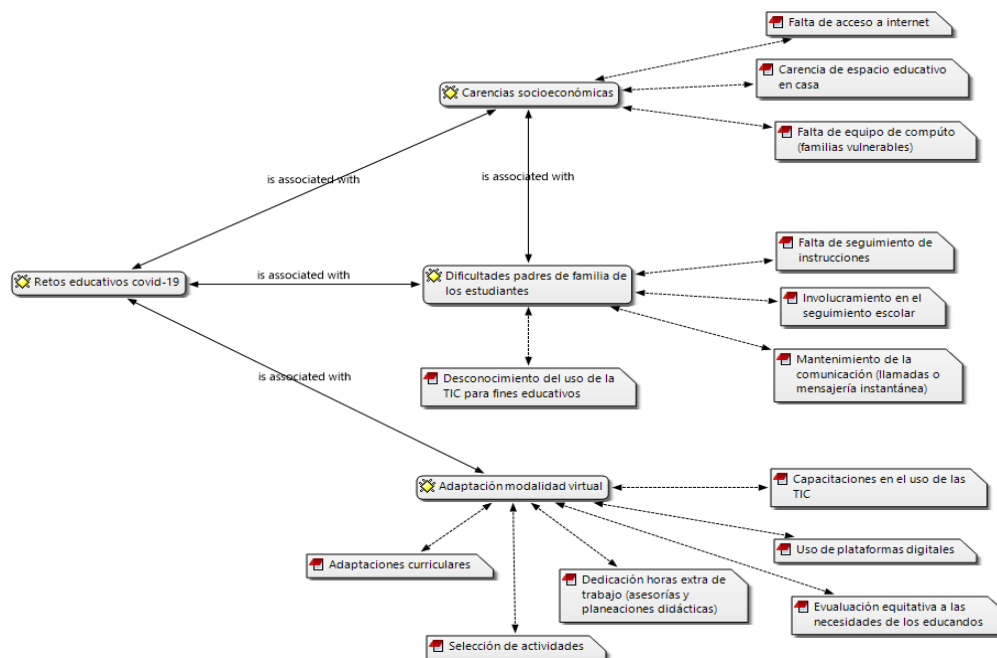 Falta de acceso a internet
Carencia de espacio educativo
en casa
Carencias socioeconómicas
Falta de equipo de compúto
(familias vulnerables)
is associated with
is associated with
Falta de seguimiento de
instrucciones
is associated with
Retos educativos covid-19
Dificultades padres de familia de
los estudiantes
Involucramiento en el
seguimiento escolar
Mantenimiento de la
comunicación (llamadas o
mensajería instantánea)
is associated with
Desconocimiento del uso de la
TIC para fines educativos
Adaptación modalidad virtual
Capacitaciones en el uso de las
TIC
Uso de plataformas digitales
Adaptaciones curriculares
Dedicación horas extra de
trabajo (asesorías y
planeaciones didácticas)
Evualuación equitativa a las
necesidades de los educandos
Selección de actividades